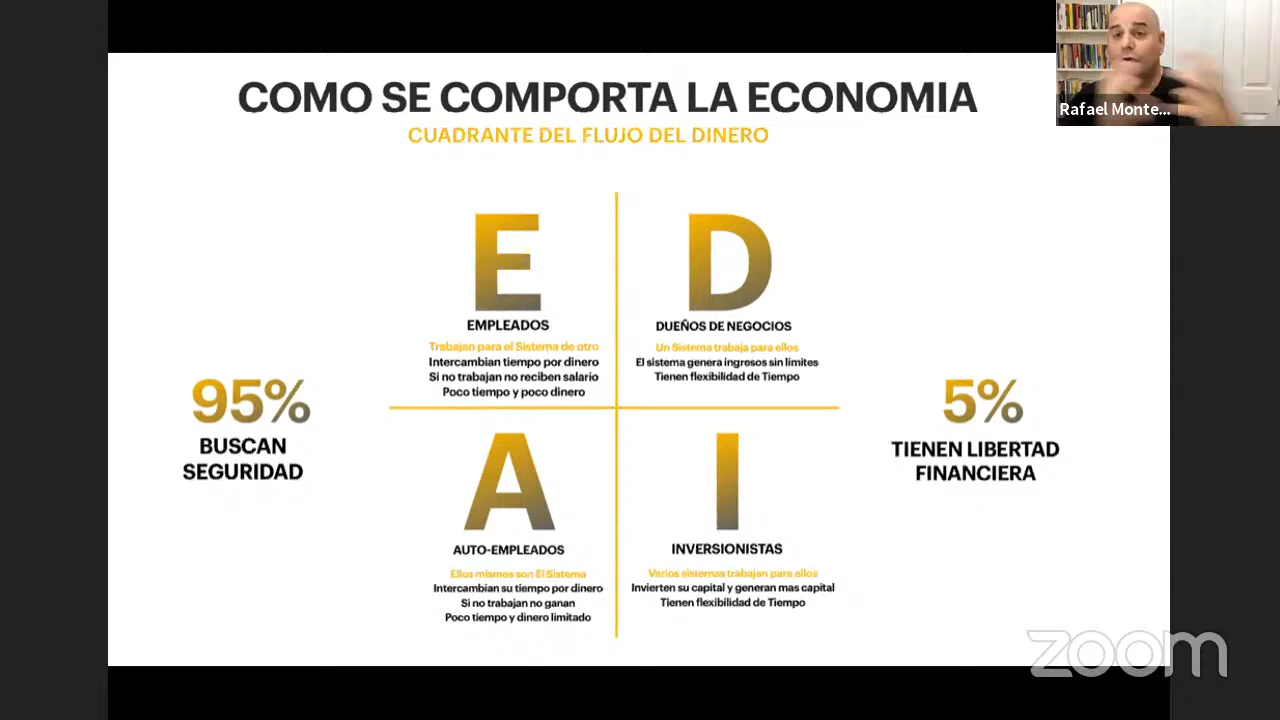 COMO SE COMPORTA LA ECONOMIA
CUADRANTE DEL FLUJO DEL DINERO
Rafael Monte...
E
EMPLEADOS
Trabajan para el Sistema de otro
Intercambian tiempo por dinero
Si no trabajan no reciben salario
Poco tiempo y poco dinero
D
DUEÑOS DE NEGOCIOS
Un Sistema trabaja para ellos
El sistema genera ingresos sin limites
Tienen flexibilidad de Tiempo
95%
BUSCAN
SEGURIDAD
5%
TIENEN LIBERTAD
FINANCIERA
A
AUTO-EMPLEADOS
Ellos mismos son El Sistema
Intercambian su tiempo por dinero
Si no trabajan no ganan
Poco tiempo y dinero limitado
I
INVERSIONISTAS
Varios sistemas trabajan para ellos
Invierten su capital y generan mas capital
Tienen flexibilidad de Tiempo
zoom